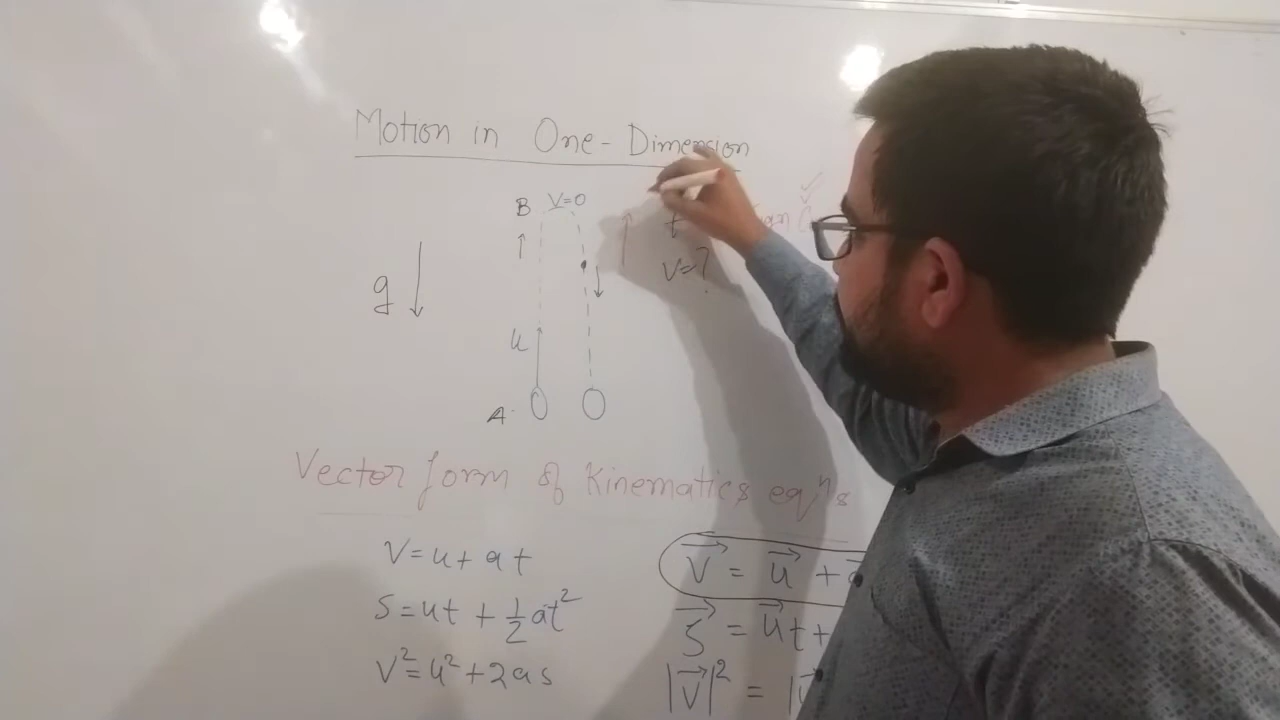 Motion in One-Dimension
B V=0
t
V=?
g
u
A
Vector form of Kinematics eqⁿs
V=u+at
S=ut+½at²
V²=u²+2as
V⃗ = u⃗ +
S⃗ = u⃗t+
|V⃗|² = |